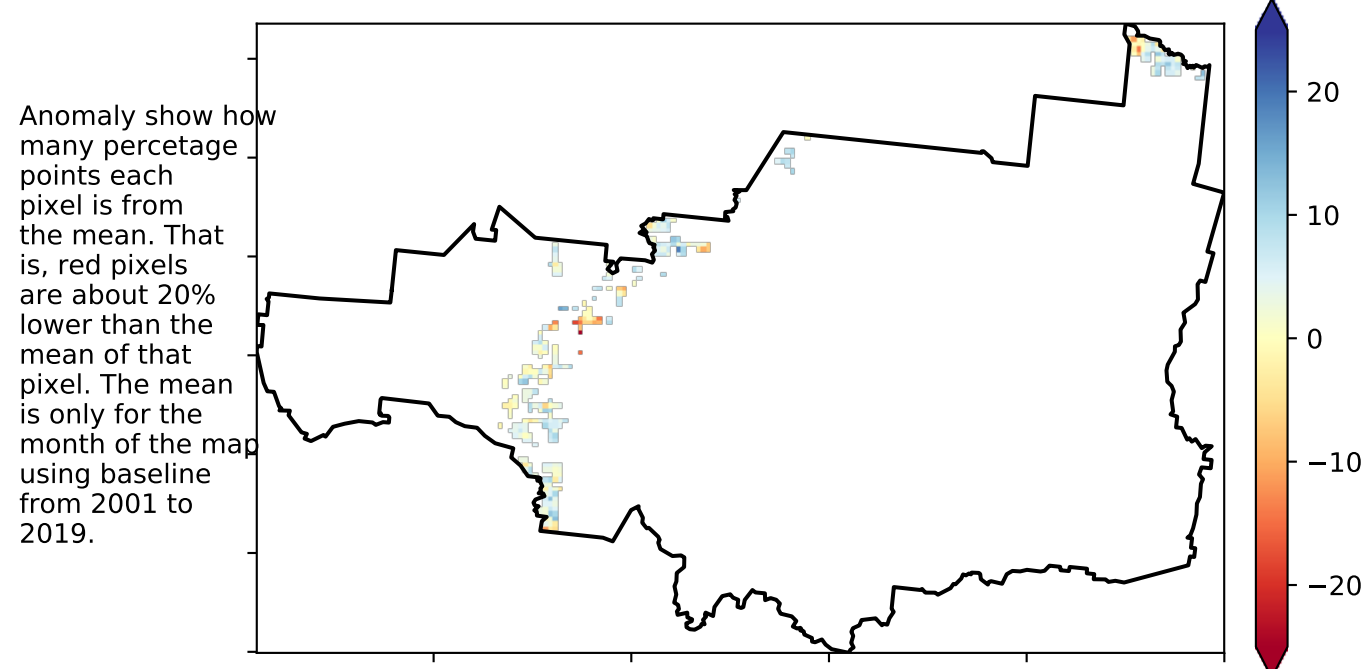 Anomaly show how
many percetage
points each
pixel is from
the mean. That
is, red pixels
are about 20%
lower than the
mean of that
pixel. The mean
is only for the
month of the map
using baseline
from 2001 to
2019.
20
10
0
−10
−20